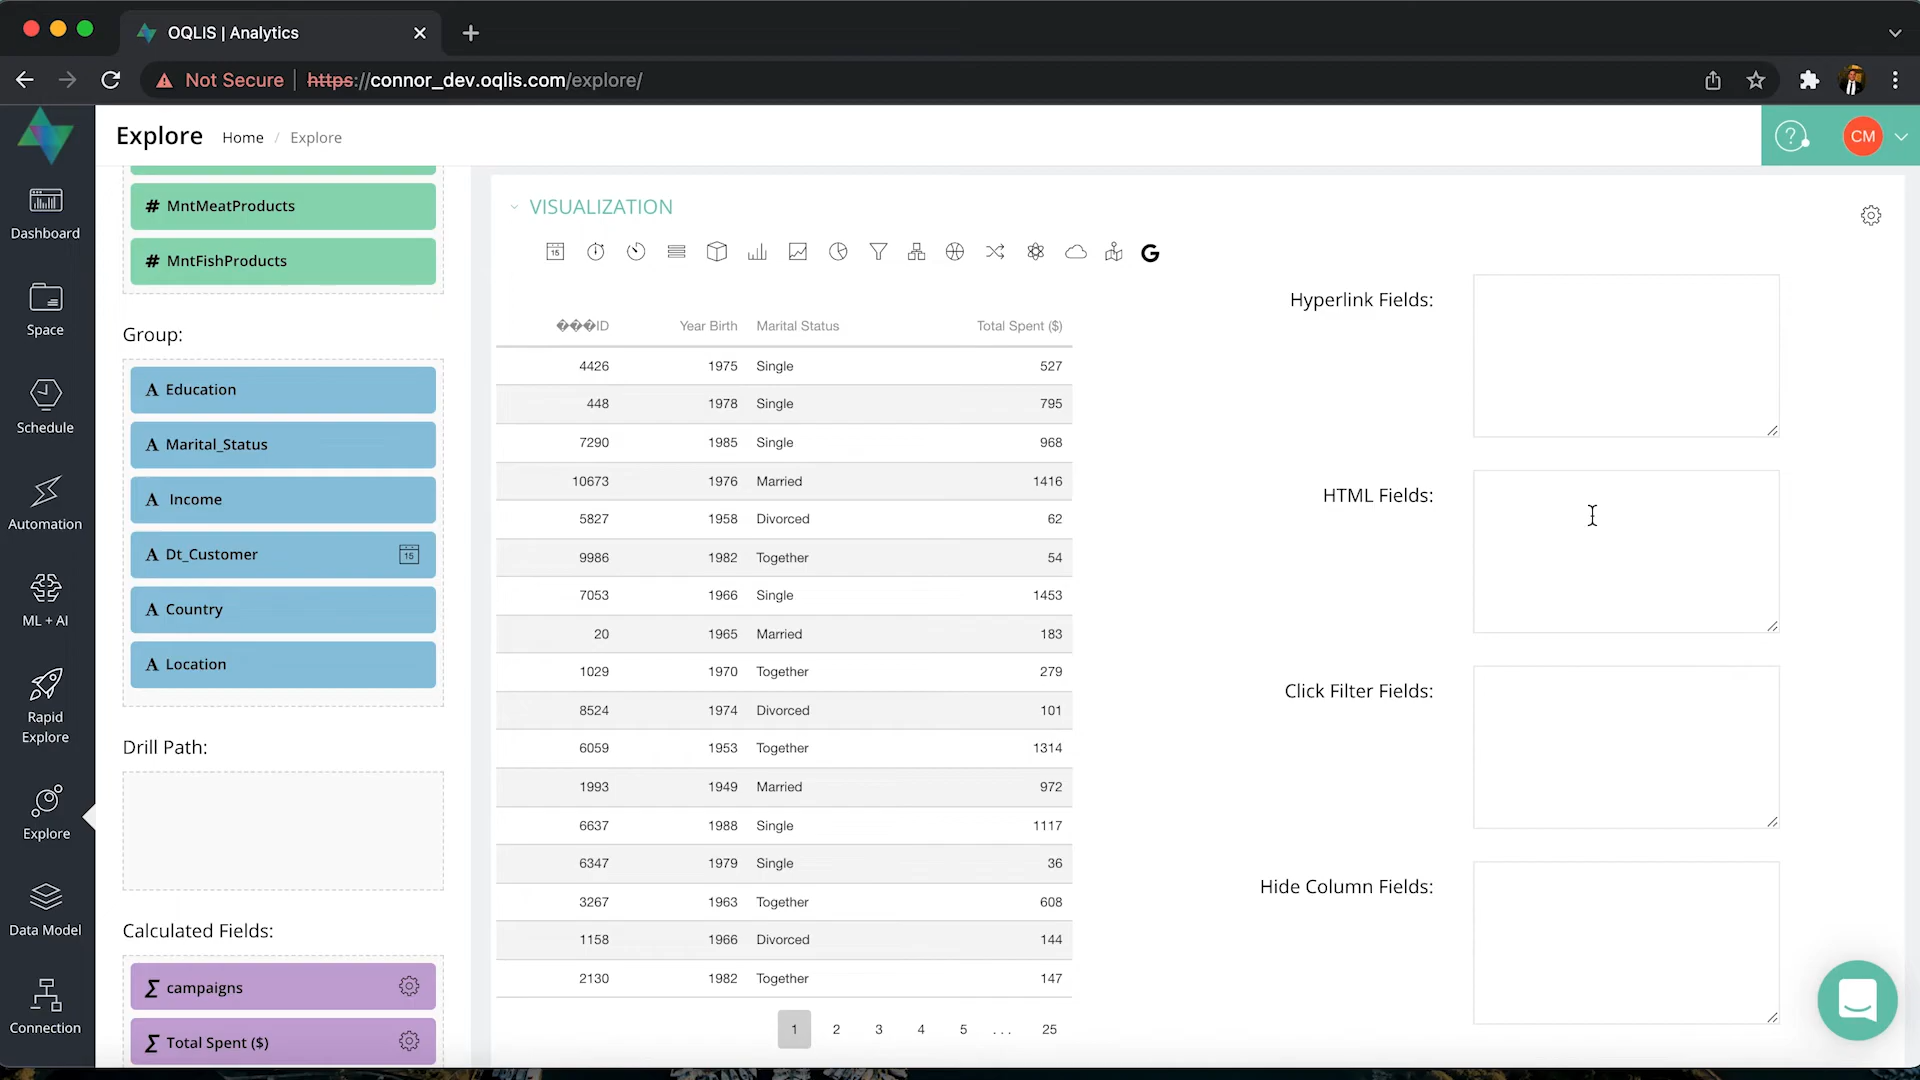 OQLIS | Analytics
Not Secure
https://connor_dev.oqlis.com/explore/
Explore
Home / Explore
CM
Dashboard
Space
Schedule
Automation
ML + AI
Rapid
Explore
Explore
Data Model
Connection
# MntMeatProducts
# MntFishProducts
Group:
A Education
A Marital_Status
A Income
A Dt_Customer
15
A Country
A Location
Drill Path:
Calculated Fields:
Σ campaigns
Σ Total Spent ($)
VISUALIZATION
15
G
���ID Year Birth Marital Status Total Spent ($)
4426 1975 Single 527
448 1978 Single 795
7290 1985 Single 968
10673 1976 Married 1416
5827 1958 Divorced 62
9986 1982 Together 54
7053 1966 Single 1453
20 1965 Married 183
1029 1970 Together 279
8524 1974 Divorced 101
6059 1953 Together 1314
1993 1949 Married 972
6637 1988 Single 1117
6347 1979 Single 36
3267 1963 Together 608
1158 1966 Divorced 144
2130 1982 Together 147
1 2 3 4 5 ... 25
Hyperlink Fields:
HTML Fields:
Click Filter Fields:
Hide Column Fields: